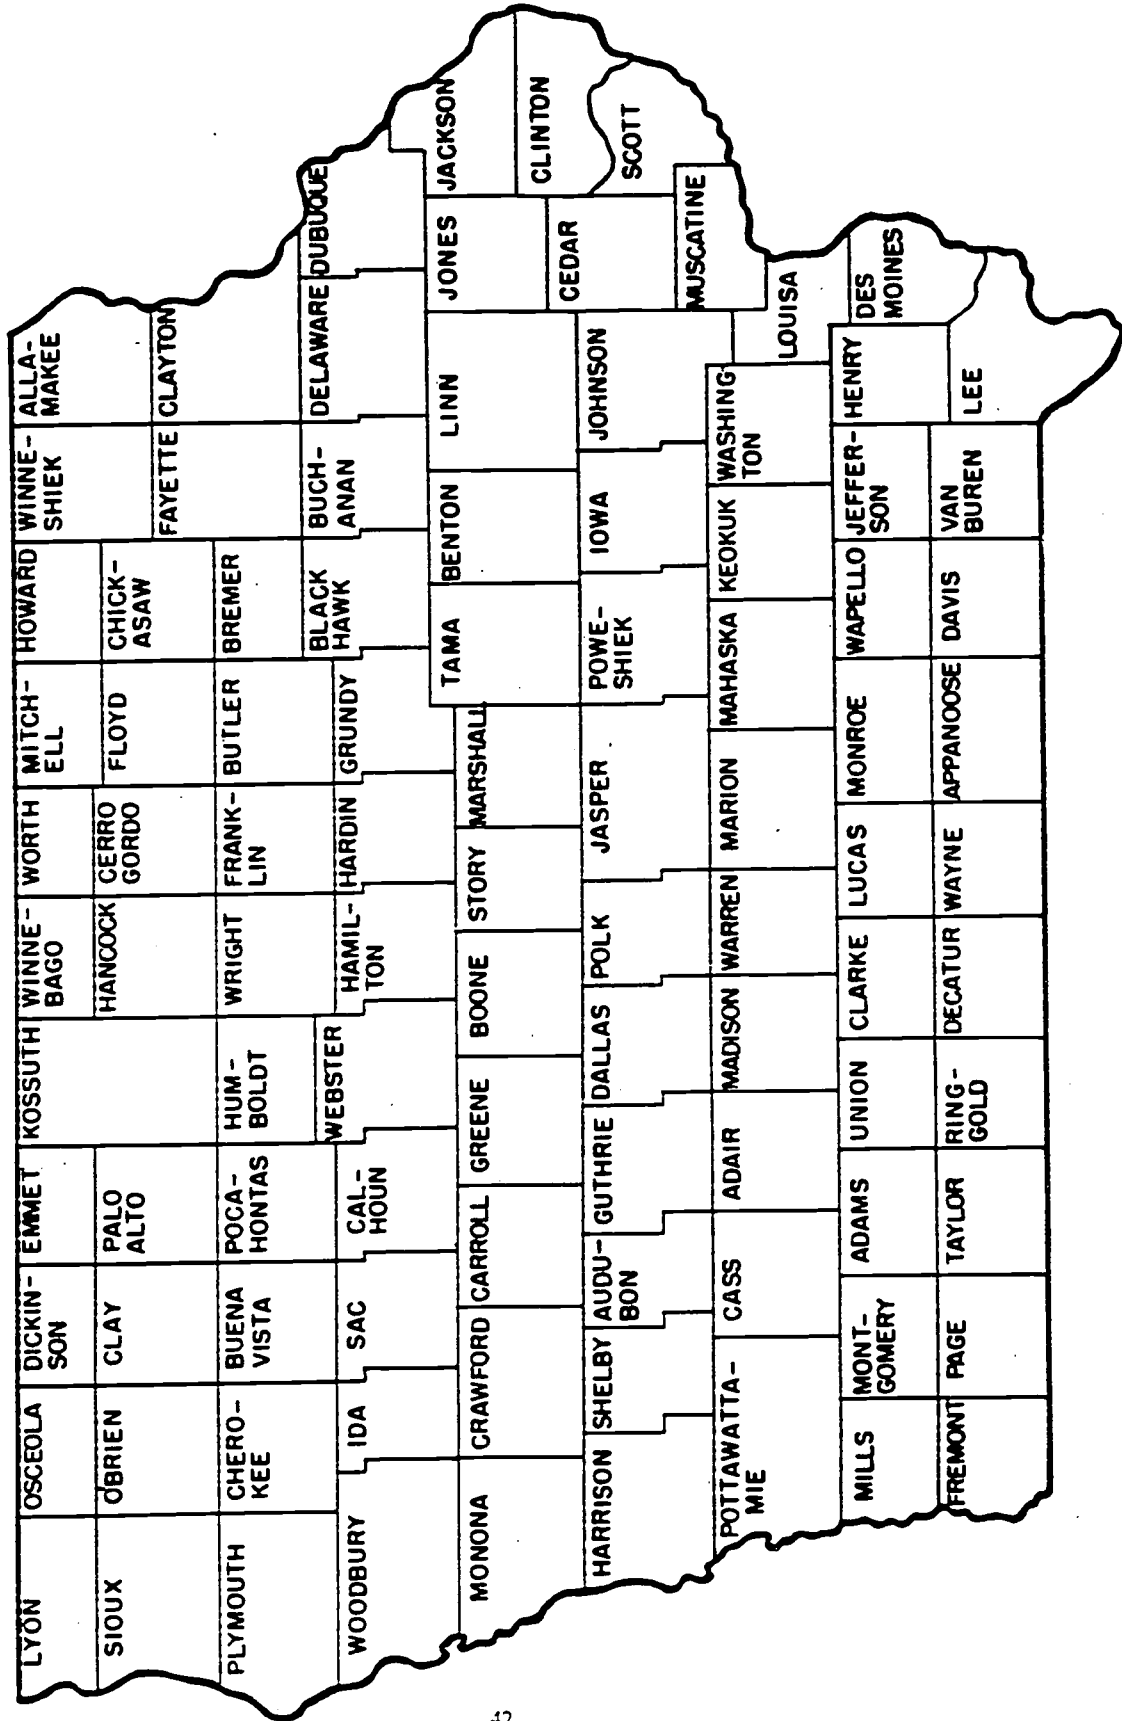 LYON
OSCEOLA
DICKIN-
SON
EMMET
KOSSUTH
WINNE-
BAGO
WORTH
MITCH-
ELL
HOWARD
WINNE-
SHIEK
ALLA-
MAKEE
SIOUX
O'BRIEN
CLAY
PALO
ALTO
HANCOCK
CERRO
GORDO
FLOYD
CHICK-
ASAW
FAYETTE
CLAYTON
PLYMOUTH
CHERO-
KEE
BUENA
VISTA
POCA-
HONTAS
HUM-
BOLDT
WRIGHT
FRANK-
LIN
BUTLER
BREMER
WOODBURY
IDA
SAC
CAL-
HOUN
WEBSTER
HAMIL-
TON
HARDIN
GRUNDY
BLACK
HAWK
BUCH-
ANAN
DELAWARE
DUBUQUE
MONONA
CRAWFORD
CARROLL
GREENE
BOONE
STORY
MARSHALL
TAMA
BENTON
LINN
JONES
JACKSON
HARRISON
SHELBY
AUDU-
BON
GUTHRIE
DALLAS
POLK
JASPER
POWE-
SHIEK
IOWA
JOHNSON
CEDAR
CLINTON
SCOTT
POTTAWATTA-
MIE
CASS
ADAIR
MADISON
WARREN
MARION
MAHASKA
KEOKUK
WASHING
TON
MUSCATINE
LOUISA
MILLS
MONT-
GOMERY
ADAMS
UNION
CLARKE
LUCAS
MONROE
WAPELLO
JEFFER-
SON
HENRY
DES
MOINES
FREMONT
PAGE
TAYLOR
RING-
GOLD
DECATUR
WAYNE
APPANOOSE
DAVIS
VAN
BUREN
LEE
42